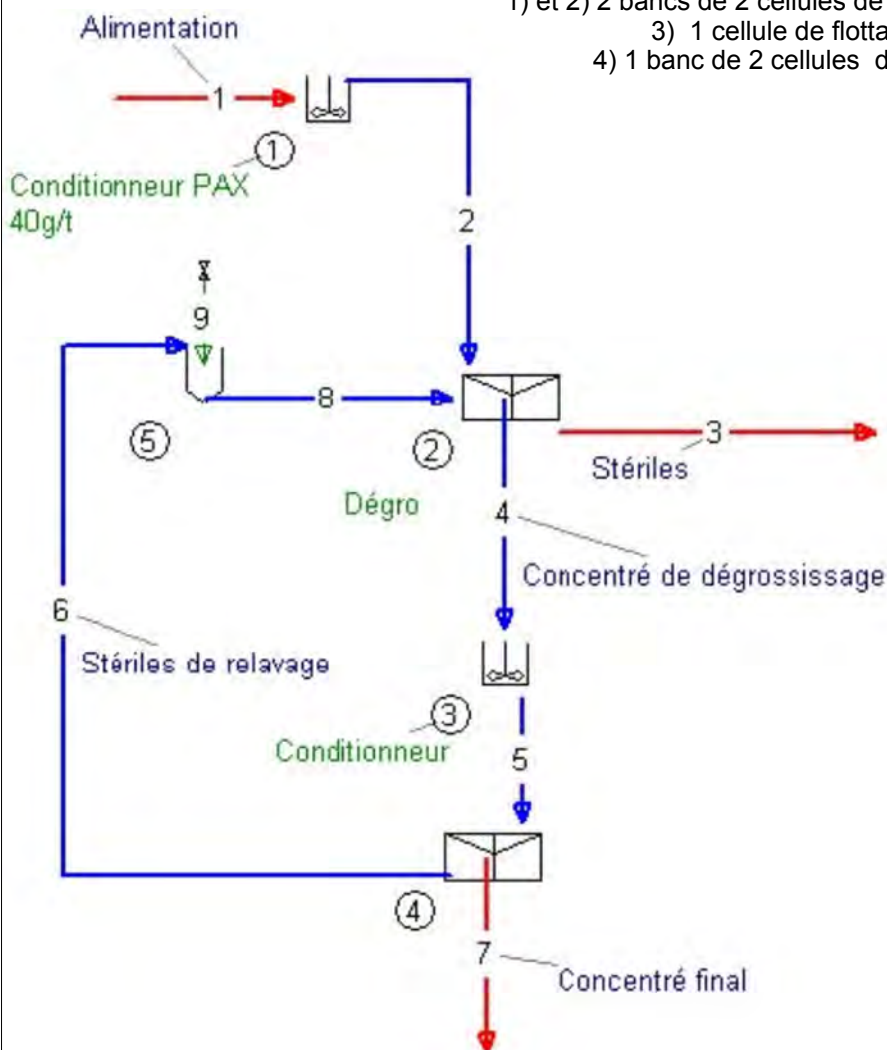 1) et 2) 2 bancs de 2 cellules de
3) 1 cellule de flotta
4) 1 banc de 2 cellules d
Alimentation
1
1
Conditionneur PAX
40g/t
2
9
8
5
2
3
Stériles
Dégro
4
Concentré de dégrossissage
6
Stériles de relavage
3
Conditionneur
5
4
7
Concentré final